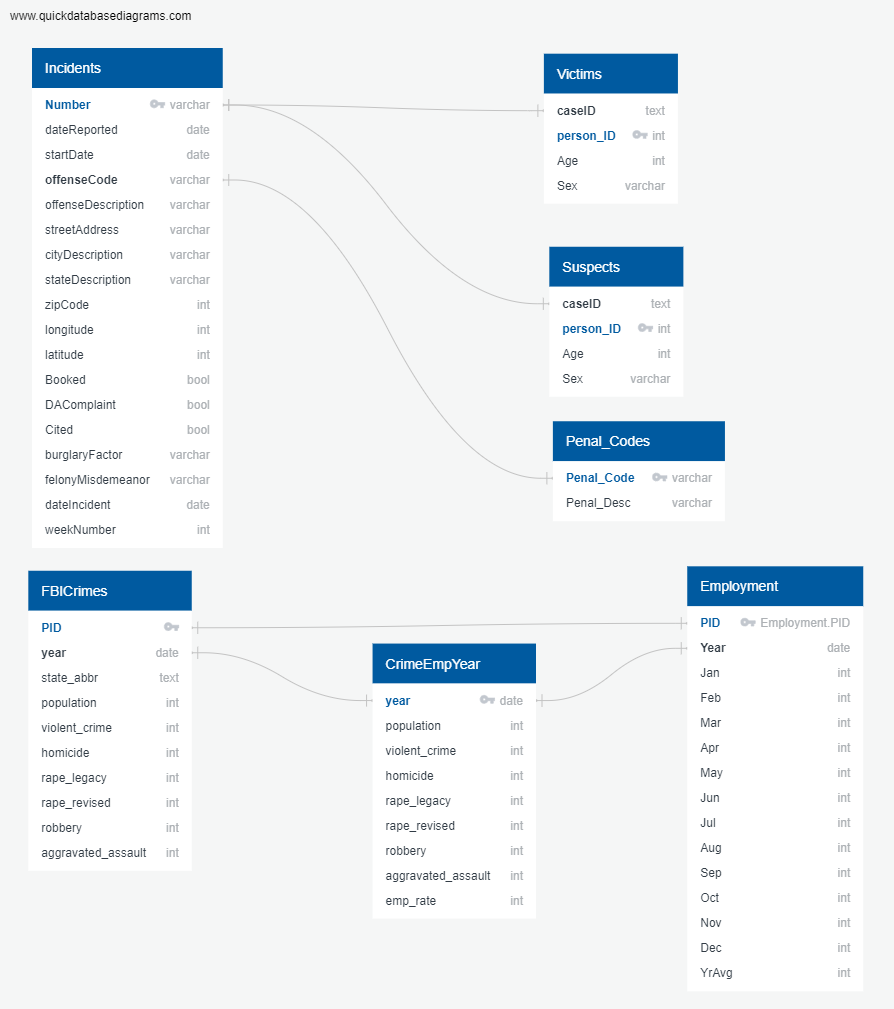 www.quickdatabasediagrams.com
Incidents
Number varchar
dateReported date
startDate date
offenseCode varchar
offenseDescription varchar
streetAddress varchar
cityDescription varchar
stateDescription varchar
zipCode int
longitude int
latitude int
Booked bool
DAComplaint bool
Cited bool
burglaryFactor varchar
felonyMisdemeanor varchar
dateIncident date
weekNumber int
Victims
caseID text
person_ID int
Age int
Sex varchar
Suspects
caseID text
person_ID int
Age int
Sex varchar
Penal_Codes
Penal_Code varchar
Penal_Desc varchar
FBICrimes
PID
year date
state_abbr text
population int
violent_crime int
homicide int
rape_legacy int
rape_revised int
robbery int
aggravated_assault int
CrimeEmpYear
year date
population int
violent_crime int
homicide int
rape_legacy int
rape_revised int
robbery int
aggravated_assault int
emp_rate int
Employment
PID Employment.PID
Year date
Jan int
Feb int
Mar int
Apr int
May int
Jun int
Jul int
Aug int
Sep int
Oct int
Nov int
Dec int
YrAvg int